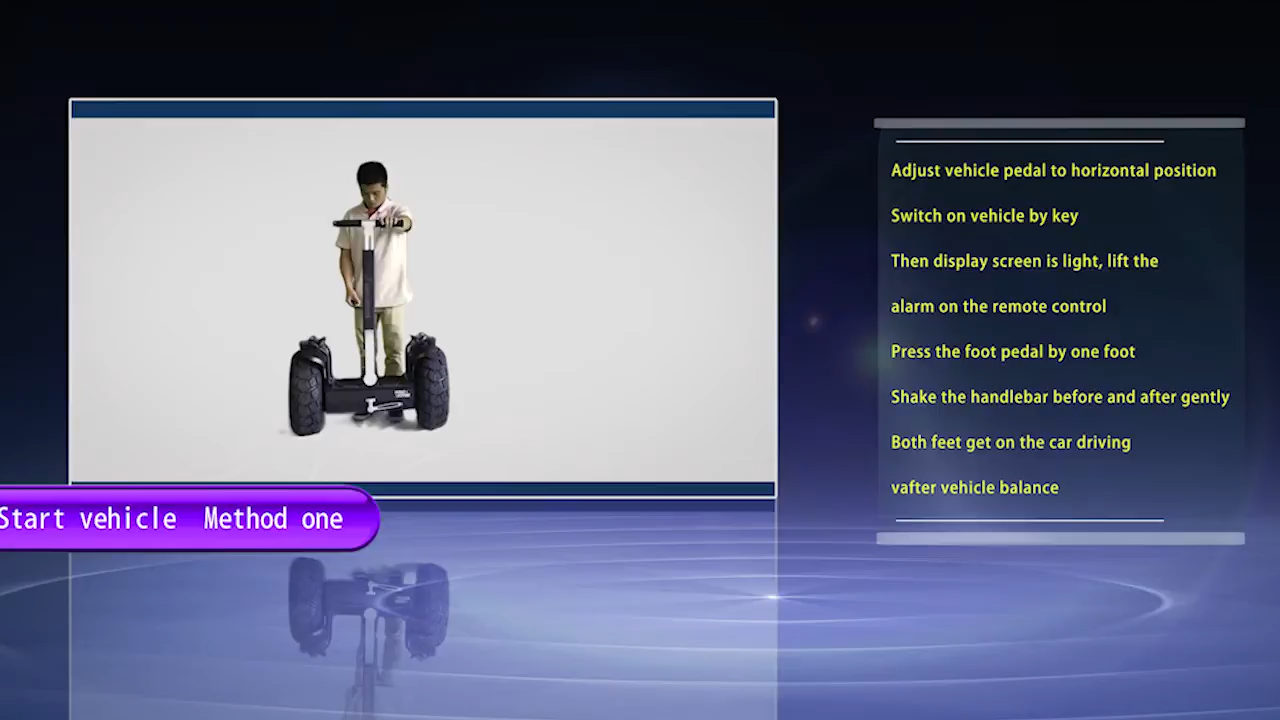 Adjust vehicle pedal to horizontal position
Switch on vehicle by key
Then display screen is light, lift the
alarm on the remote control
Press the foot pedal by one foot
Shake the handlebar before and after gently
Both feet get on the car driving
vafter vehicle balance
Start vehicle Method one